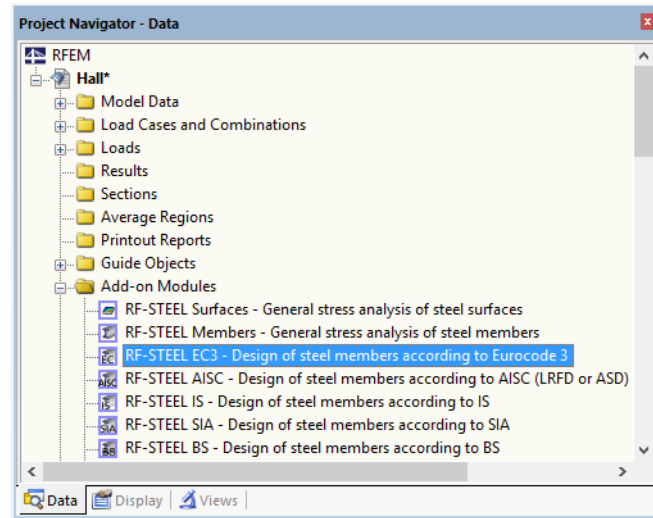 Project Navigator - Data
RFEM
Hall*
Model Data
Load Cases and Combinations
Loads
Results
Sections
Average Regions
Printout Reports
Guide Objects
Add-on Modules
RF-STEEL Surfaces - General stress analysis of steel surfaces
RF-STEEL Members - General stress analysis of steel members
EC RF-STEEL EC3 - Design of steel members according to Eurocode 3
AISC RF-STEEL AISC - Design of steel members according to AISC (LRFD or ASD)
IS RF-STEEL IS - Design of steel members according to IS
SIA RF-STEEL SIA - Design of steel members according to SIA
RF-STEEL BS - Design of steel members according to BS
Data Display Views